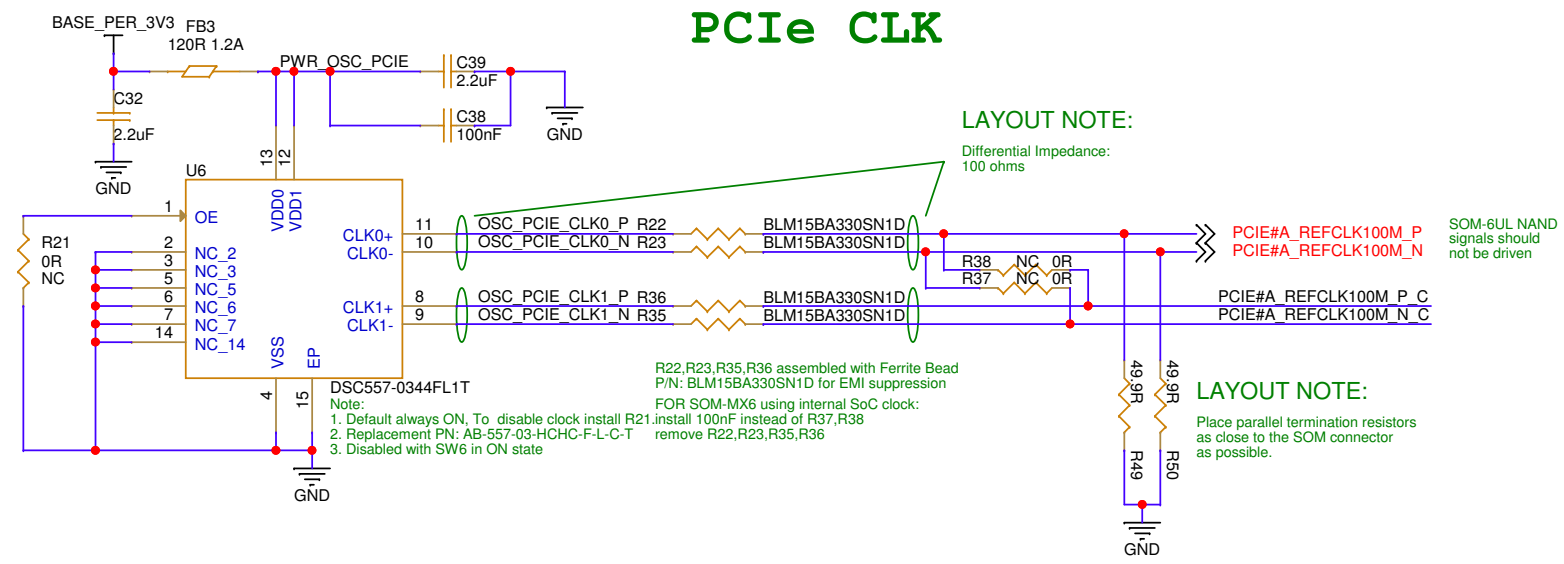 PCIe CLK
BASE_PER_3V3
FB3
120R 1.2A
PWR_OSC_PCIE
C39
2.2uF
C32
2.2uF
C38
100nF
GND
GND
LAYOUT NOTE:
Differential Impedance:
100 ohms
U6
13
12
VDD0
VDD1
1
OE
2
NC_2
3
NC_3
5
NC_5
6
NC_6
7
NC_7
14
NC_14
R21
0R
NC
11
CLK0+
10
CLK0-
8
CLK1+
9
CLK1-
VSS
EP
4
15
DSC557-0344FL1T
OSC_PCIE_CLK0_P R22 BLM15BA330SN1D
OSC_PCIE_CLK0_N R23 BLM15BA330SN1D
OSC_PCIE_CLK1_P R36 BLM15BA330SN1D
OSC_PCIE_CLK1_N R35 BLM15BA330SN1D
R38 NC 0R
R37 NC 0R
PCIE#A_REFCLK100M_P
PCIE#A_REFCLK100M_N
SOM-6UL NAND
signals should
not be driven
PCIE#A_REFCLK100M_P_C
PCIE#A_REFCLK100M_N_C
Note:
1. Default always ON, To disable clock install R21.
2. Replacement PN: AB-557-03-HCHC-F-L-C-T
3. Disabled with SW6 in ON state
GND
R22,R23,R35,R36 assembled with Ferrite Bead
P/N: BLM15BA330SN1D for EMI suppression
FOR SOM-MX6 using internal SoC clock:
install 100nF instead of R37,R38
remove R22,R23,R35,R36
49.9R
49.9R
R49
R50
GND
LAYOUT NOTE:
Place parallel termination resistors
as close to the SOM connector
as possible.